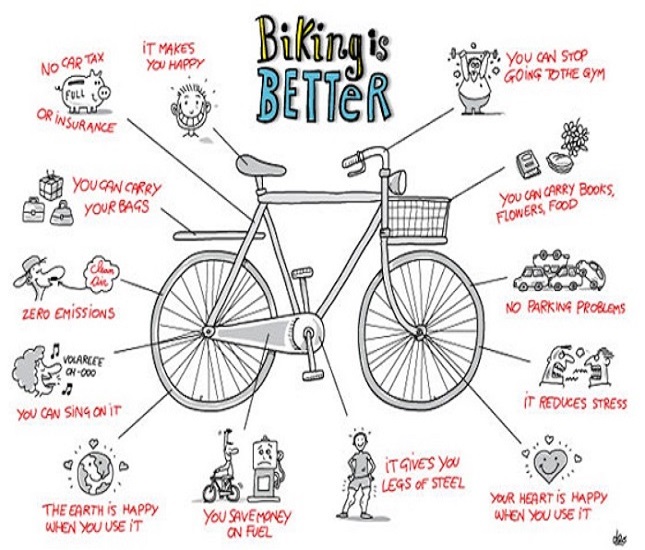 Biking is
BETTER
NO CAR TAX
FULL
OR INSURANCE
iT MAKES
YOU HAPPY
YOU CAN STOP
GOING TO THE GYM
YOU CAN CARRY
YOUR BAGS
YOU CAN CARRY BOOKS,
FLOWERS, FOOD
Clean
Air
ZERO EMISSIONS
NO PARKING PROBLEMS
VOLAREEE
OH-OOO
YOU CAN SING ON IT
iT REDUCES STRESS
THE EARTH IS HAPPY
WHEN YOU USE iT
YOU SAVE MONEY
ON FUEL
iT GIVES YOU
LEGS OF STEEL
YOUR HEART IS HAPPY
WHEN YOU USE iT